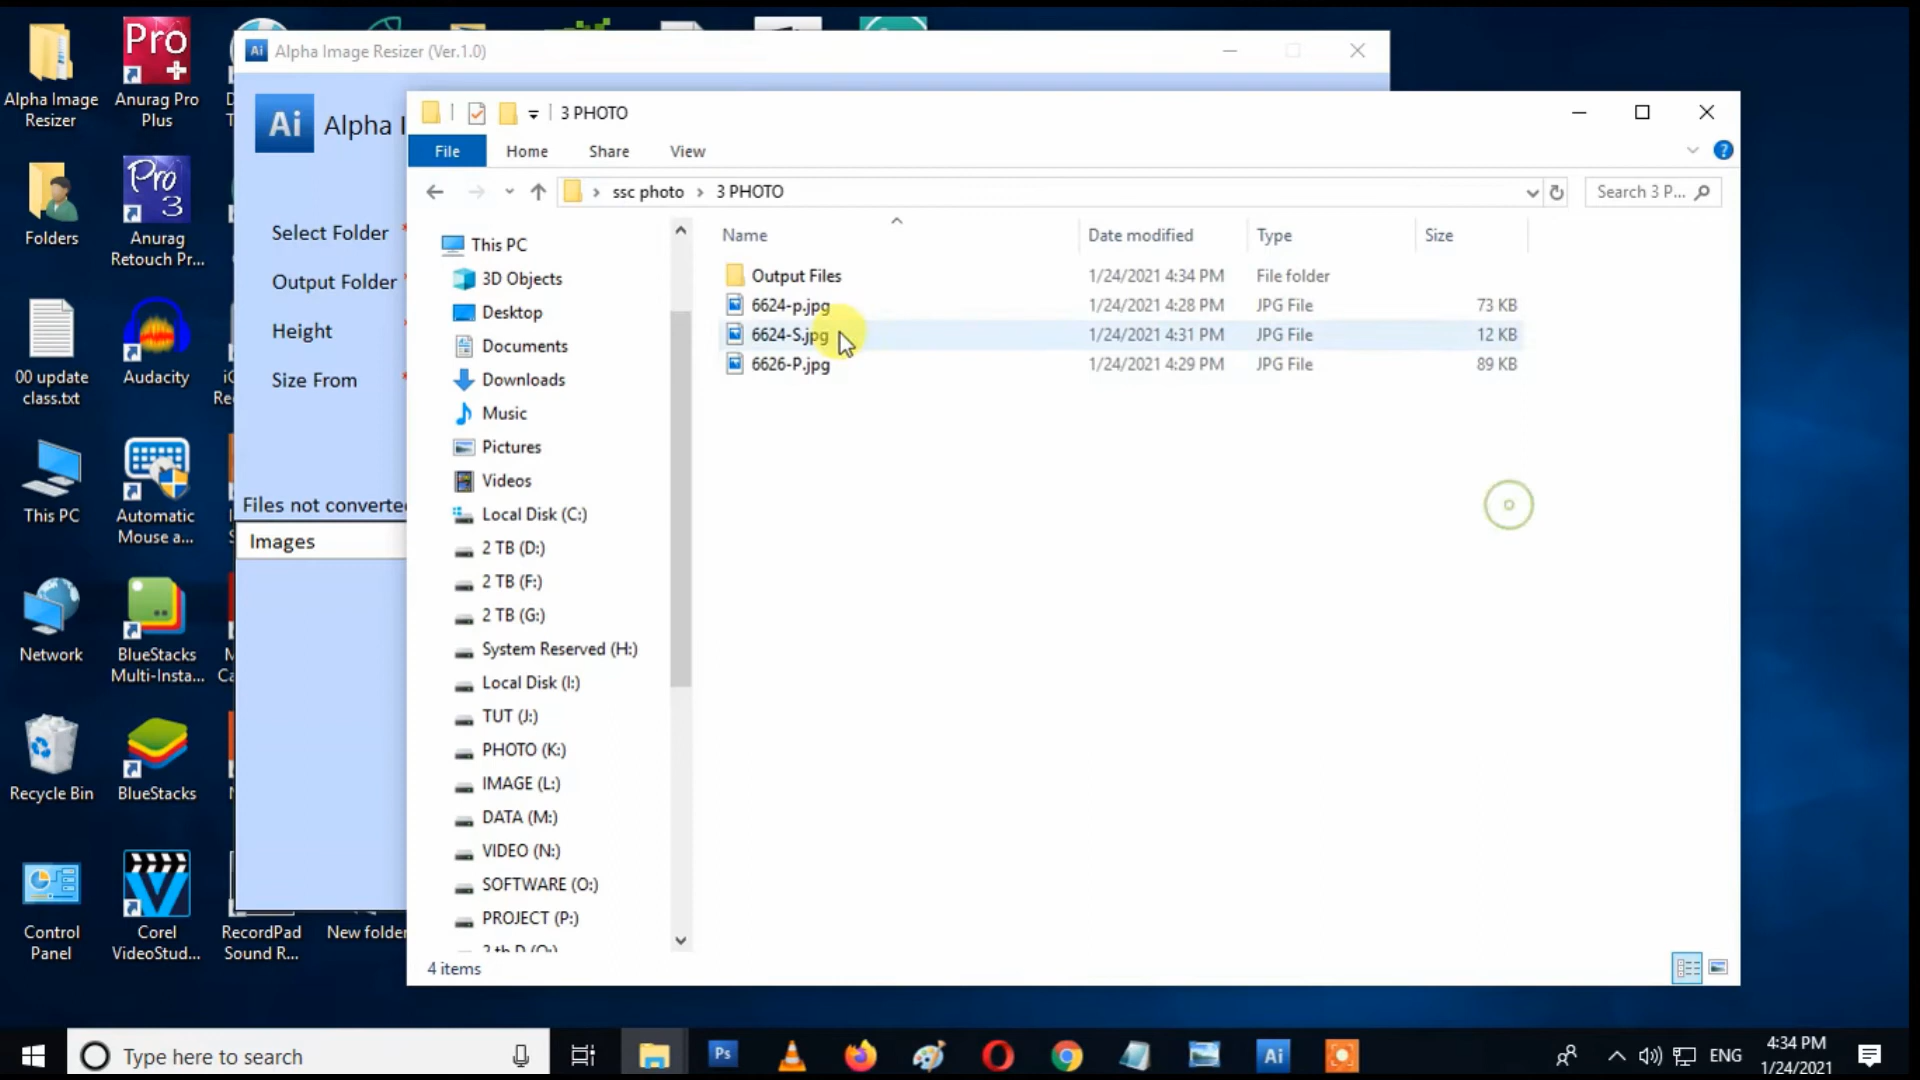 Alpha Image
Resizer
Pro
Anurag Pro
Plus
Folders
Pro
3
Anurag
Retouch Pr...
00 update
class.txt
Audacity
This PC
Automatic
Mouse a...
Network
BlueStacks
Multi-Insta...
Recycle Bin
BlueStacks
Control
Panel
Corel
VideoStud...
RecordPad
Sound R...
New folder
Ai Alpha Image Resizer (Ver.1.0)
Ai Alpha I
Select Folder *
Output Folder *
Height *
Size From *
Files not converted
Images
3 PHOTO
File Home Share View
ssc photo > 3 PHOTO
Search 3 P...
This PC
3D Objects
Desktop
Documents
Downloads
Music
Pictures
Videos
Local Disk (C:)
2 TB (D:)
2 TB (F:)
2 TB (G:)
System Reserved (H:)
Local Disk (I:)
TUT (J:)
PHOTO (K:)
IMAGE (L:)
DATA (M:)
VIDEO (N:)
SOFTWARE (O:)
PROJECT (P:)
Name Date modified Type Size
Output Files 1/24/2021 4:34 PM File folder
6624-p.jpg 1/24/2021 4:28 PM JPG File 73 KB
6624-S.jpg 1/24/2021 4:31 PM JPG File 12 KB
6626-P.jpg 1/24/2021 4:29 PM JPG File 89 KB
4 items
Type here to search
Ps
Ai
ENG
4:34 PM
1/24/2021